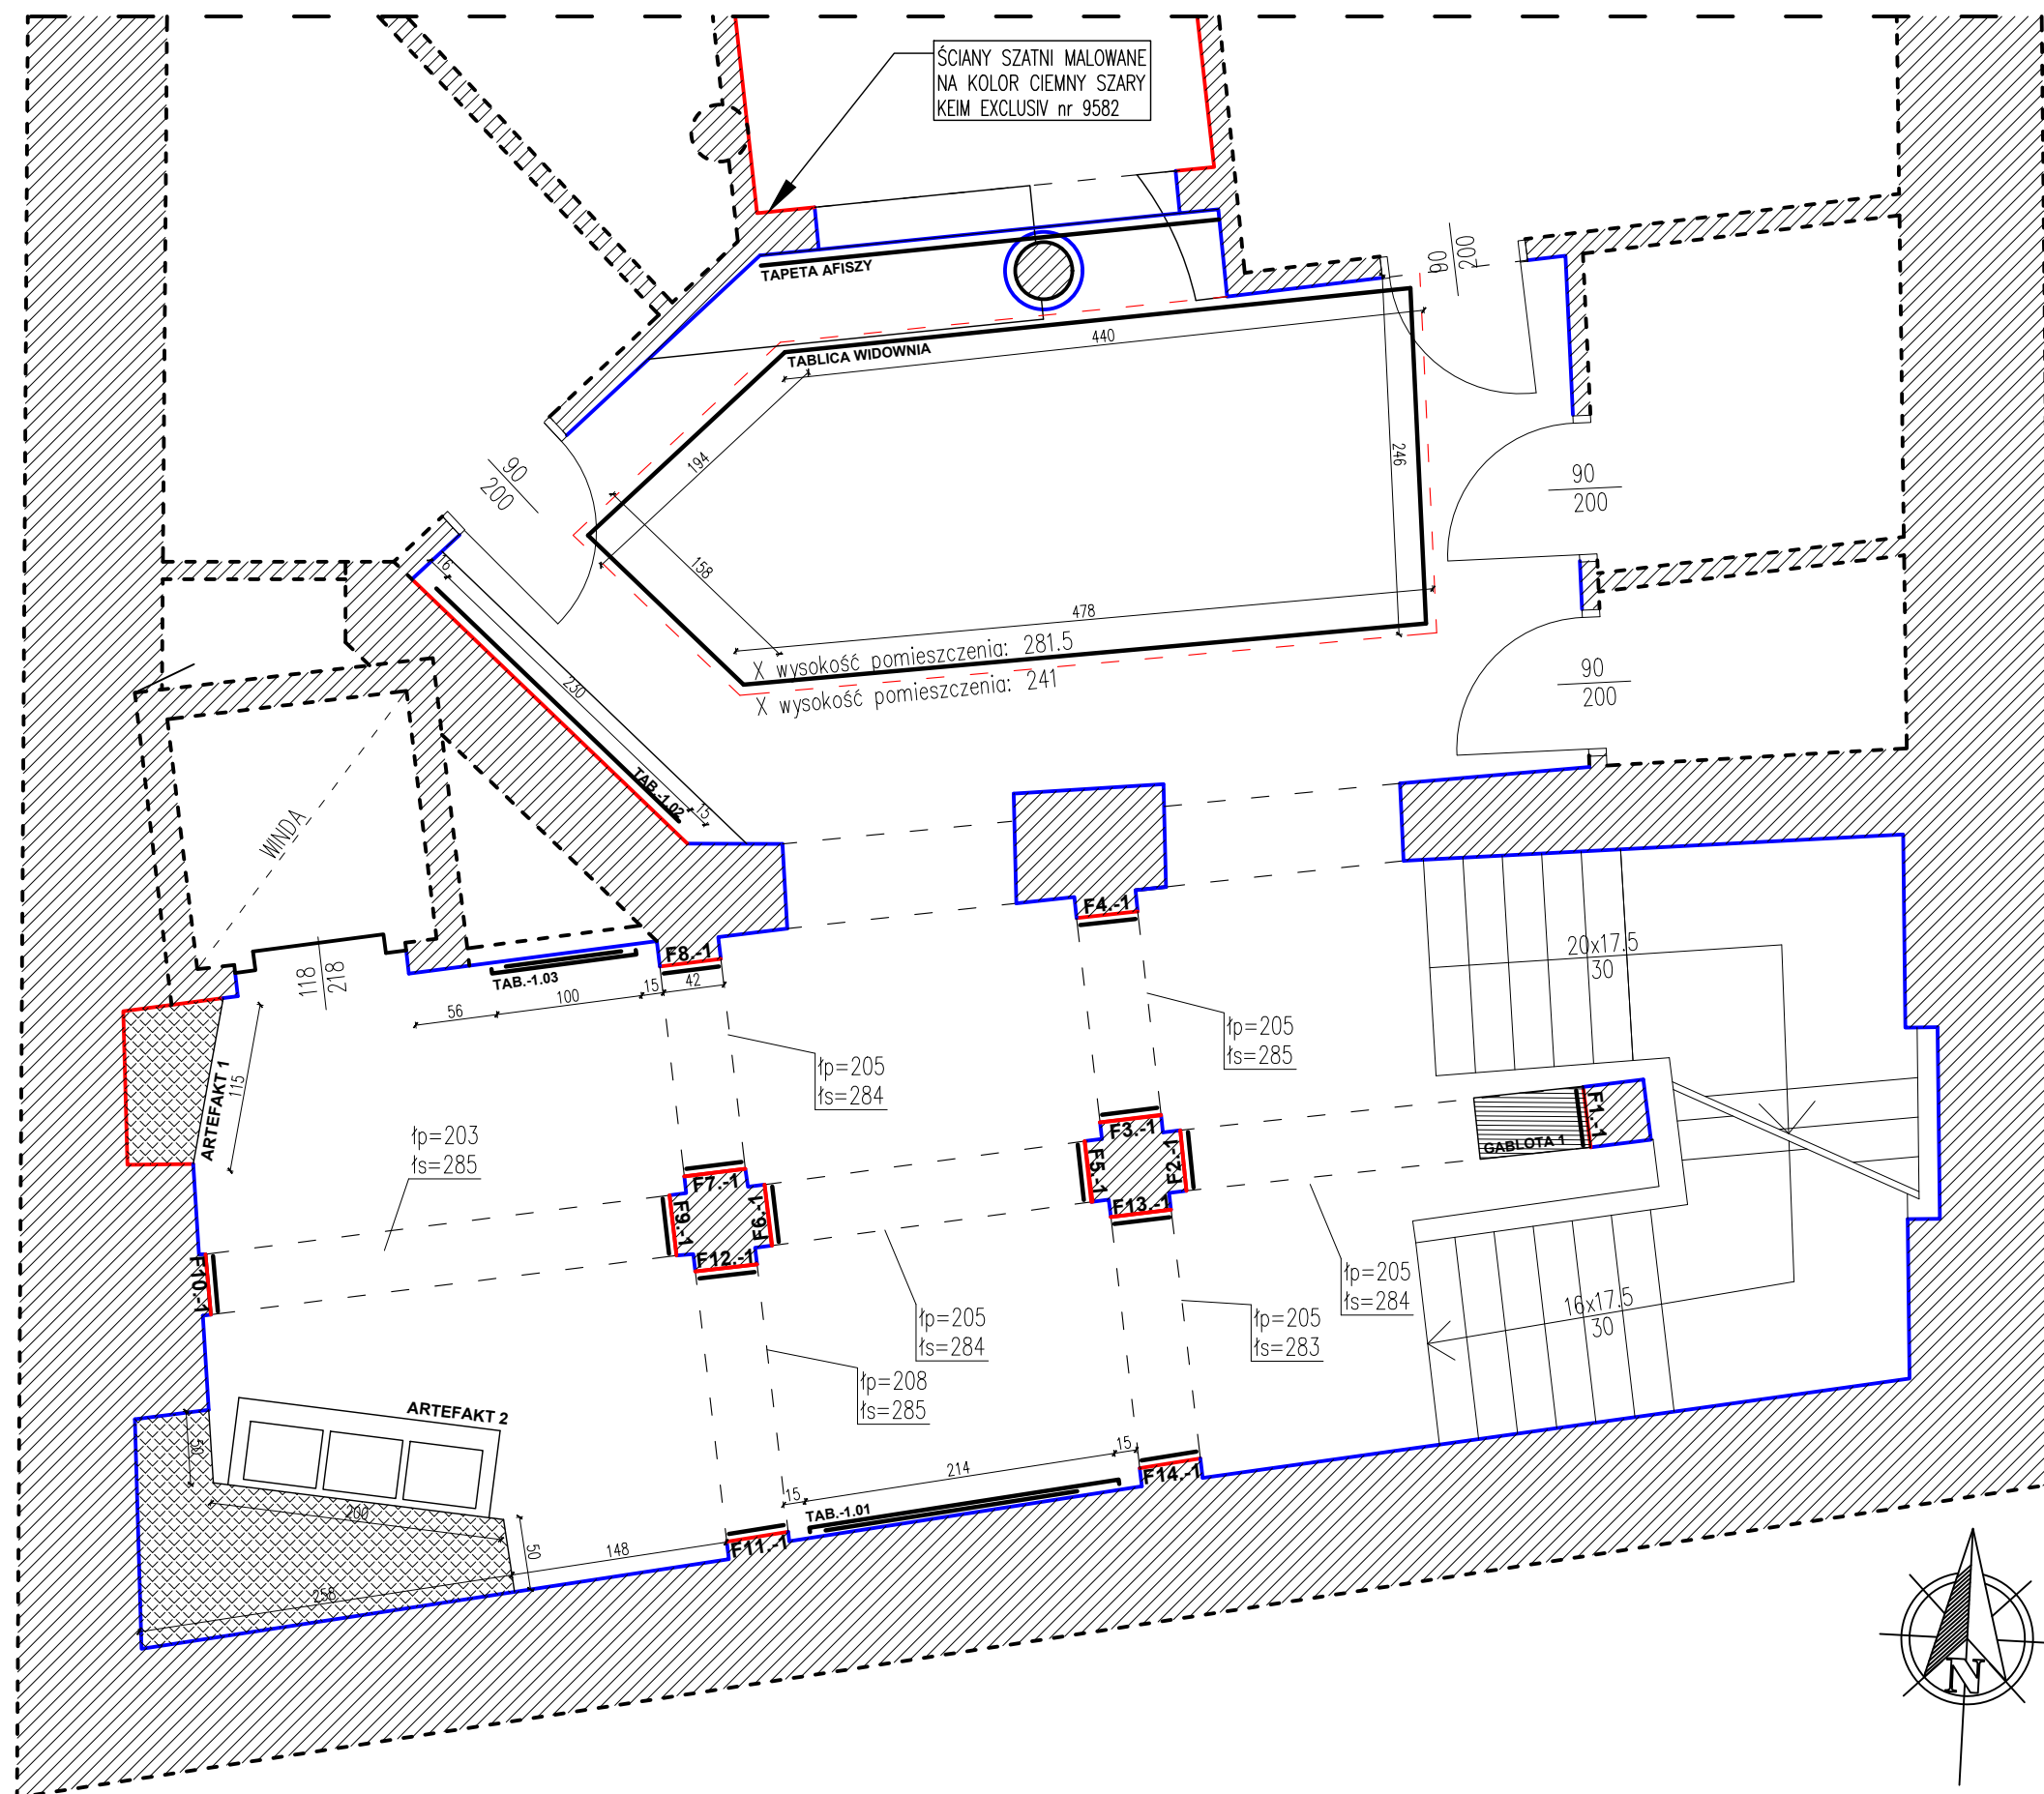 ŚCIANY SZATNI MALOWANE
NA KOLOR CIEMNY SZARY
KEIM EXCLUSIV nr 9582
TAPETA AFISZY
90
200
TABLICA WIDOWNIA
440
194
246
90
200
90
200
158
16
478
X wysokość pomieszczenia: 281.5
X wysokość pomieszczenia: 241
90
200
230
TAB.-1.02
15
WINDA
F4.-1
F8.-1
118
218
TAB.-1.03
56
100
15
42
20x17.5
30
łp=205
łs=285
łp=205
łs=284
ARTEFAKT 1
115
łp=203
łs=285
F3.-1
F5.-1
F2.-1
F13.-1
F1.-1
GABLOTA 1
F7.-1
F9.-1
F6.-1
F12.-1
F10.-1
łp=205
łs=284
16x17.5
30
łp=205
łs=284
łp=205
łs=283
łp=208
łs=285
ARTEFAKT 2
50
200
258
50
148
15
214
15
TAB.-1.01
F11.-1
F14.-1
N